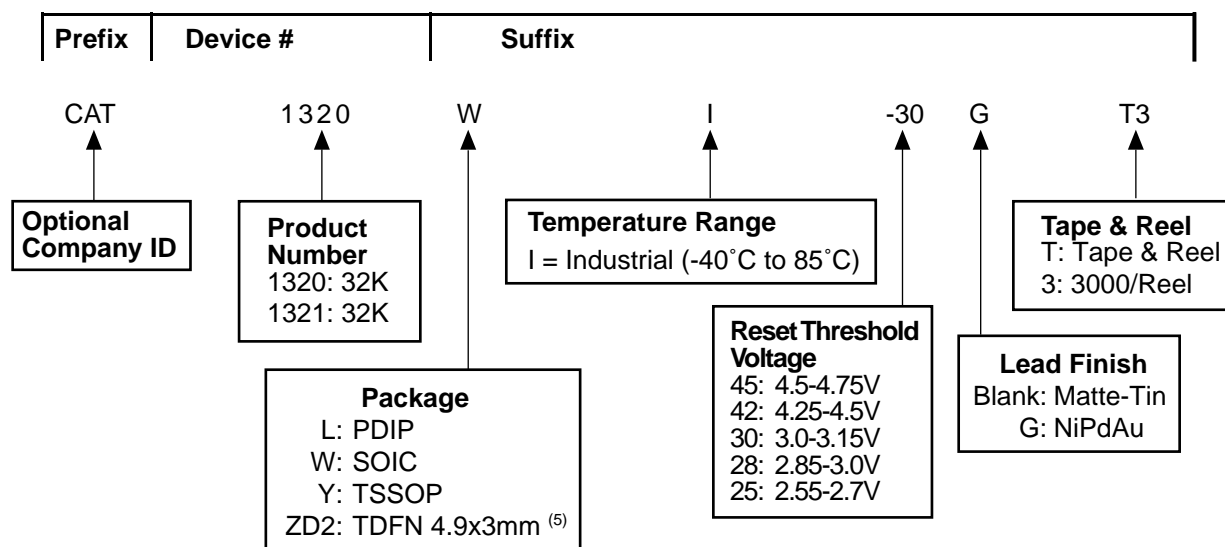 Prefix Device # Suffix
CAT 1320 W I -30 G T3
Optional
Company ID
Product
Number
1320: 32K
1321: 32K
Temperature Range
I = Industrial (-40˚C to 85˚C)
Tape & Reel
T: Tape & Reel
3: 3000/Reel
Reset Threshold
Voltage
45: 4.5-4.75V
42: 4.25-4.5V
30: 3.0-3.15V
28: 2.85-3.0V
25: 2.55-2.7V
Lead Finish
Blank: Matte-Tin
G: NiPdAu
Package
L: PDIP
W: SOIC
Y: TSSOP
ZD2: TDFN 4.9x3mm (5)